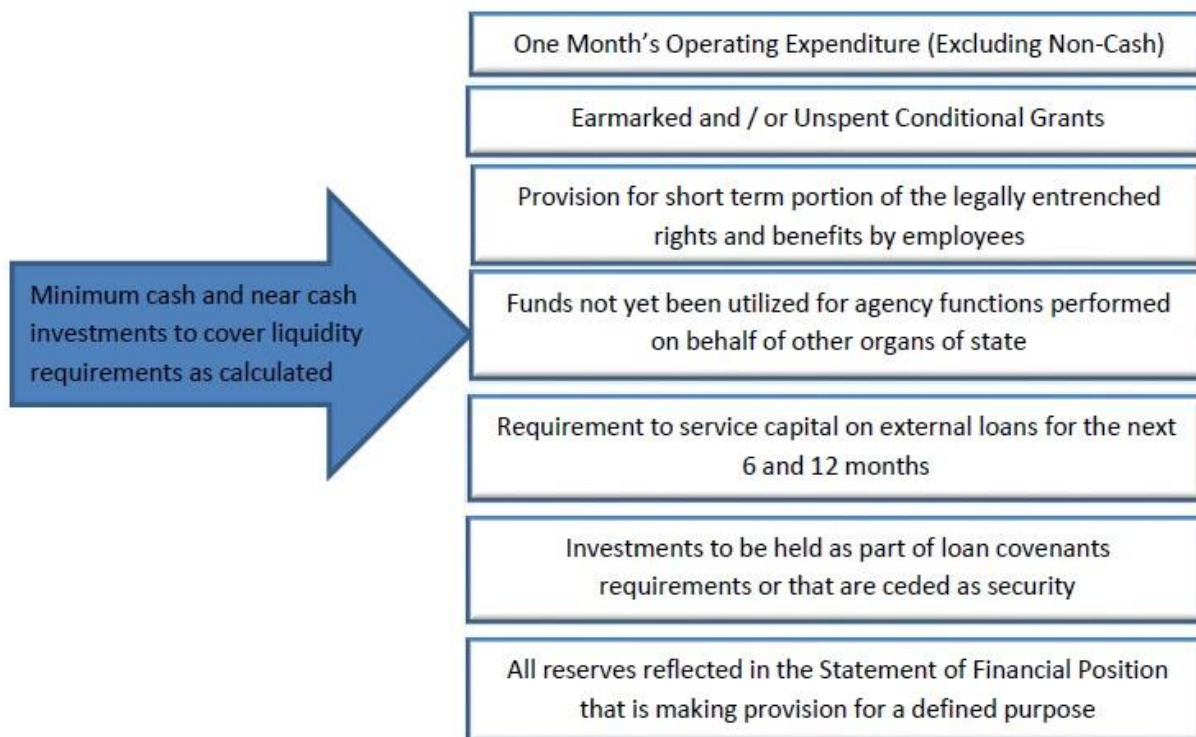 One Month's Operating Expenditure (Excluding Non-Cash)
Earmarked and / or Unspent Conditional Grants
Provision for short term portion of the legally entrenched
rights and benefits by employees
Minimum cash and near cash
investments to cover liquidity
requirements as calculated
Funds not yet been utilized for agency functions performed
on behalf of other organs of state
Requirement to service capital on external loans for the next
6 and 12 months
Investments to be held as part of loan covenants
requirements or that are ceded as security
All reserves reflected in the Statement of Financial Position
that is making provision for a defined purpose